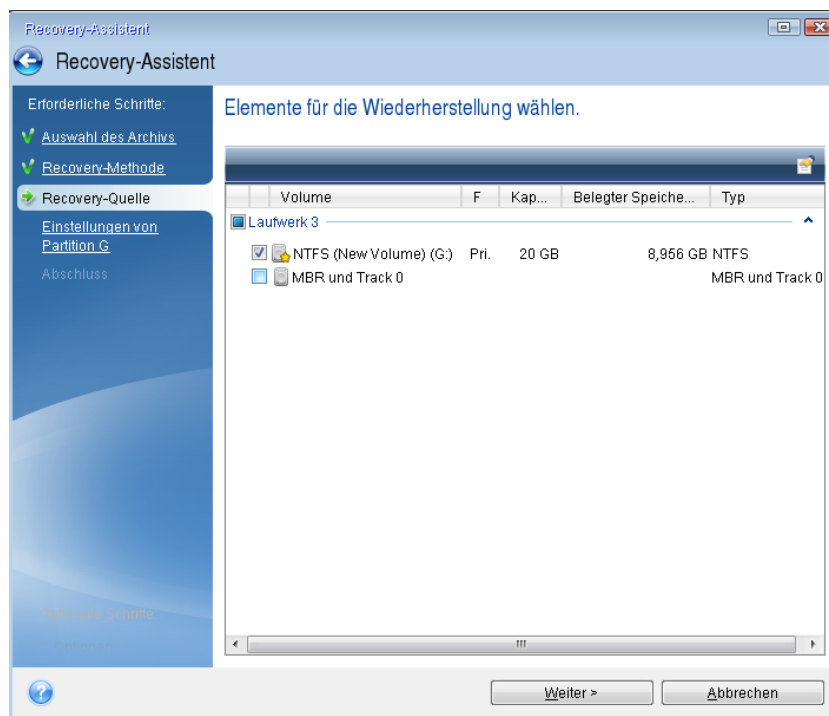 Recovery-Assistent
Recovery-Assistent
Erforderliche Schritte:
Auswahl des Archivs
Recovery-Methode
Recovery-Quelle
Einstellungen von
Partition G
Abschluss
Elemente für die Wiederherstellung wählen.
Volume F Kap... Belegter Speiche... Typ
Laufwerk 3
NTFS (New Volume) (G:) Pri. 20 GB 8,956 GB NTFS
MBR und Track 0 MBR und Track 0
Schritte
Weiter >
Abbrechen